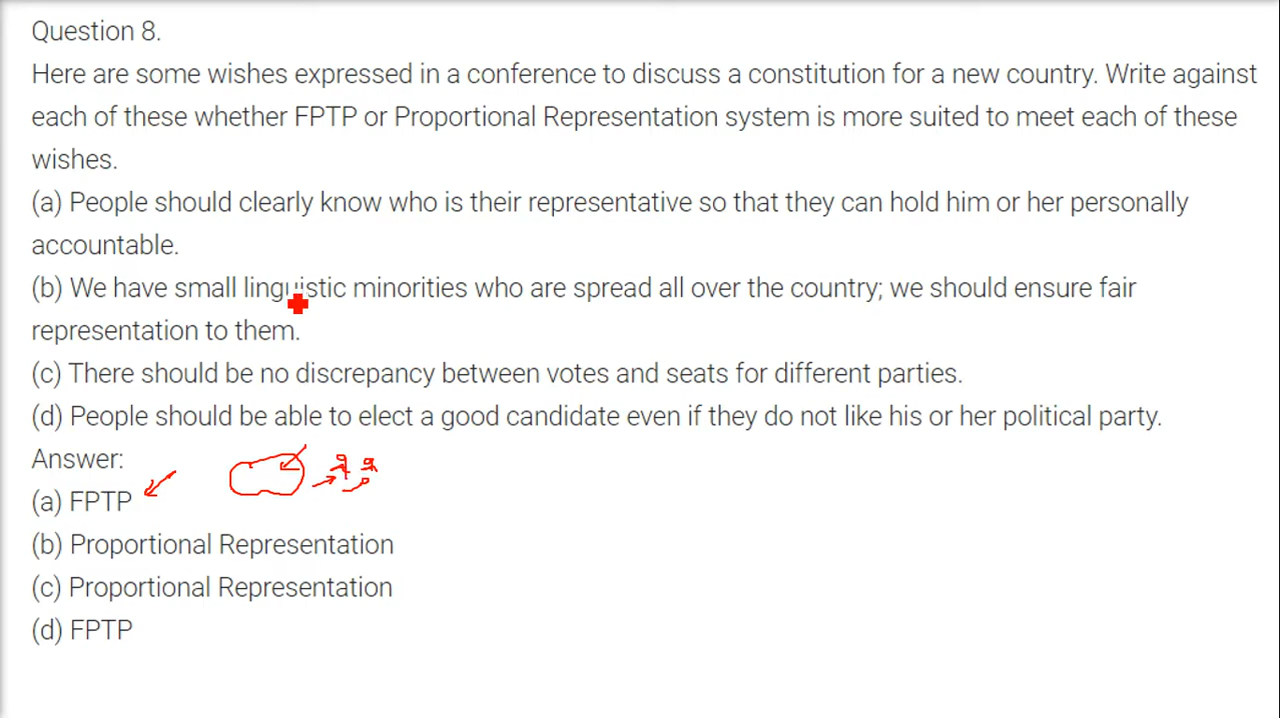 Question 8.
Here are some wishes expressed in a conference to discuss a constitution for a new country. Write against
each of these whether FPTP or Proportional Representation system is more suited to meet each of these
wishes.
(a) People should clearly know who is their representative so that they can hold him or her personally
accountable.
(b) We have small linguistic minorities who are spread all over the country; we should ensure fair
representation to them.
(c) There should be no discrepancy between votes and seats for different parties.
(d) People should be able to elect a good candidate even if they do not like his or her political party.
Answer:
(a) FPTP
(b) Proportional Representation
(c) Proportional Representation
(d) FPTP